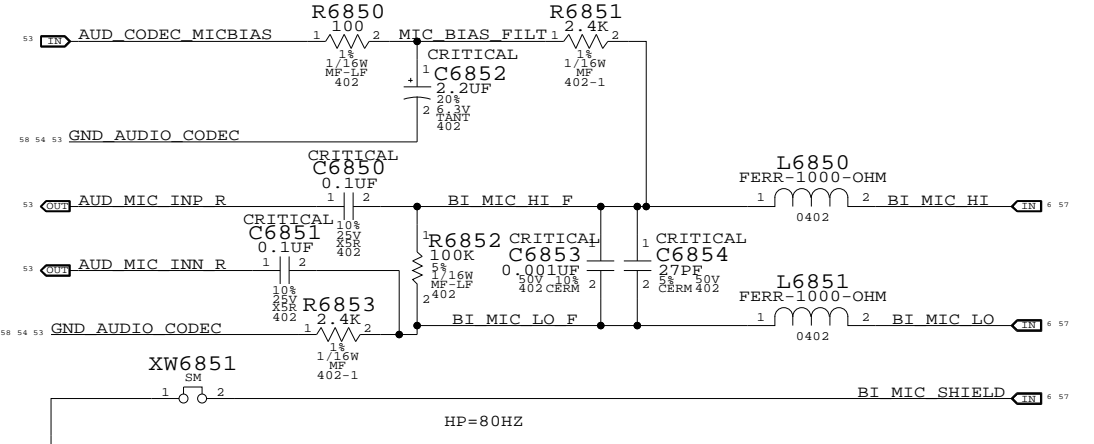 R6850
100
R6851
2.4K
53 IN AUD_CODEC_MICBIAS 1 2 MIC_BIAS_FILT 1 2
1%
1/16W
MF-LF
402
1%
1/16W
MF
402-1
CRITICAL
1 C6852
+ 2.2UF
20%
2 6.3V
TANT
402
58 54 53 GND_AUDIO_CODEC
CRITICAL
C6850
0.1UF
L6850
FERR-1000-OHM
53 OUT AUD_MIC_INP_R 1 2 BI_MIC_HI_F 1 2 BI_MIC_HI IN 6 57
0402
10%
25V
X5R
402
CRITICAL
C6851
0.1UF
53 OUT AUD_MIC_INN_R 1 2
10%
25V
X5R
402
1 R6852
100K
5%
1/16W
MF-LF
2 402
CRITICAL
1
C6853
0.001UF
50V 10%
402 CERM 2
1 CRITICAL
C6854
27PF
2 5% 50V
CERM 402
L6851
FERR-1000-OHM
R6853
2.4K
58 54 53 GND_AUDIO_CODEC 1 2 BI_MIC_LO_F 1 2 BI_MIC_LO IN 6 57
0402
1%
1/16W
MF
402-1
XW6851
SM
1 2 BI_MIC_SHIELD IN 6 57
HP=80HZ